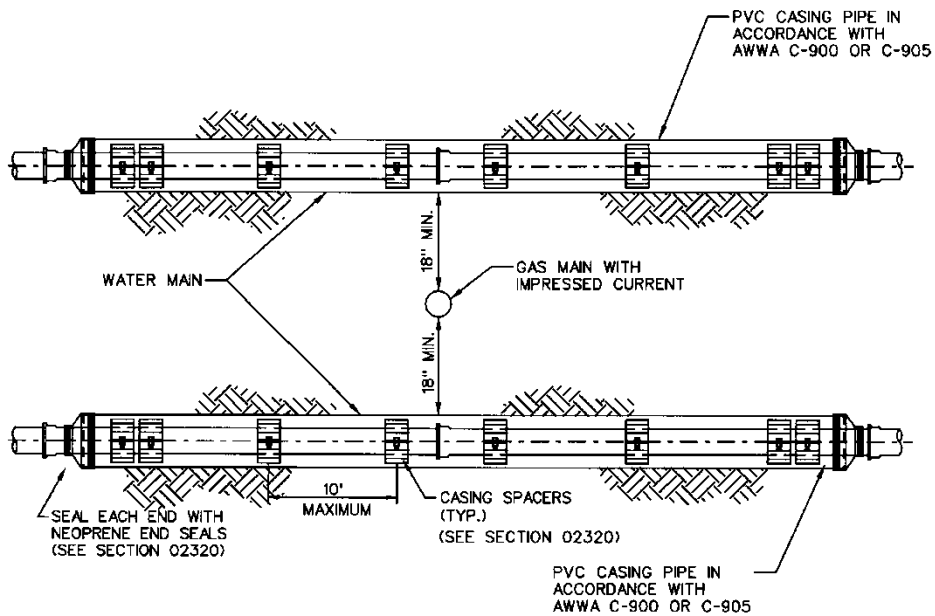 PVC CASING PIPE IN
ACCORDANCE WITH
AWWA C-900 OR C-905
18" MIN.
WATER MAIN
GAS MAIN WITH
IMPRESSED CURRENT
18" MIN.
10'
MAXIMUM
SEAL EACH END WITH
NEOPRENE END SEALS
(SEE SECTION 02320)
CASING SPACERS
(TYP.)
(SEE SECTION 02320)
PVC CASING PIPE IN
ACCORDANCE WITH
AWWA C-900 OR C-905